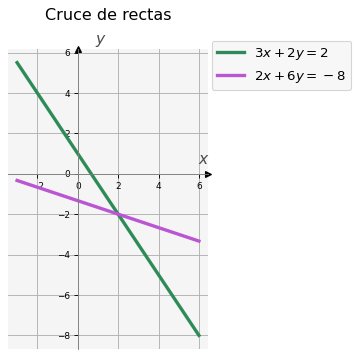 Cruce de rectas
y
3x + 2y = 2
2x + 6y = −8
x
6
4
2
0
−2
−4
−6
−8
−2 0 2 4 6